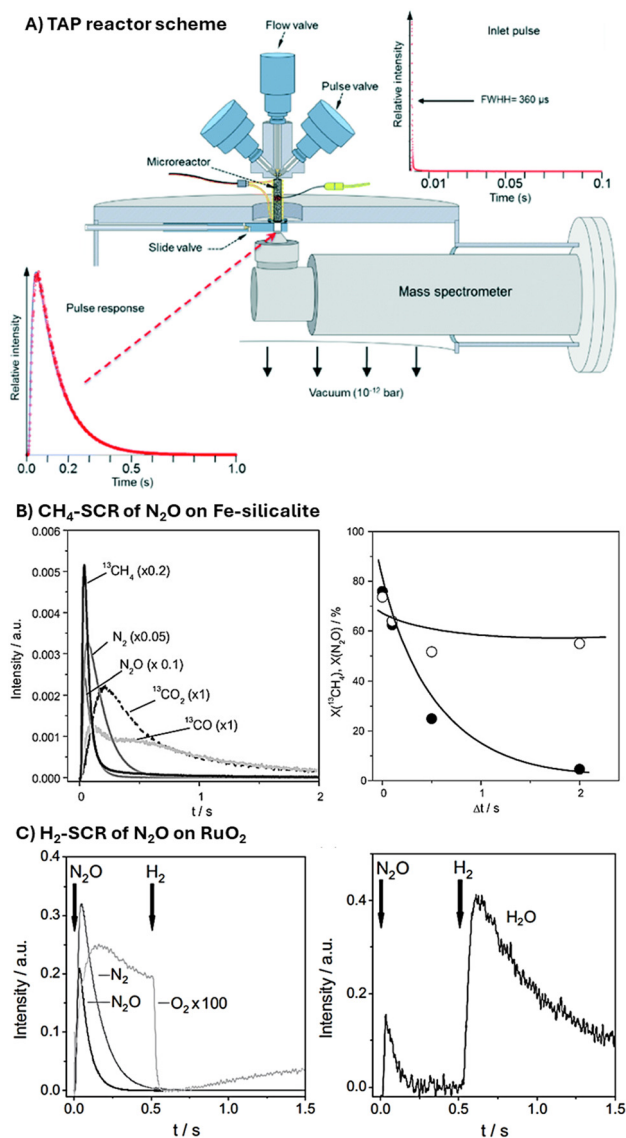 A) TAP reactor scheme
Flow valve
Pulse valve
Microreactor
Slide valve
Mass spectrometer
Vacuum (10⁻¹² bar)
Inlet pulse
FWHH= 360 µs
Relative intensity
0.01
0.05
0.1
Time (s)
Pulse response
Relative intensity
0.0
0.2
0.6
1.0
Time (s)
B) CH₄-SCR of N₂O on Fe-silicalite
0.006
0.005
0.004
0.003
0.002
0.001
0.000
Intensity / a.u.
¹³CH₄ (x0.2)
N₂ (x0.05)
N₂O (x 0.1)
¹³CO₂ (x1)
¹³CO (x1)
0
1
2
t / s
100
80
60
40
20
0
X(¹³CH₄), X(N₂O) / %
0
1
2
Δt / s
C) H₂-SCR of N₂O on RuO₂
0.4
0.3
0.2
0.1
0.0
Intensity / a.u.
N₂O
H₂
N₂
N₂O
O₂ x100
0.0
0.5
1.0
1.5
t / s
0.4
0.2
0.0
Intensity / a.u.
N₂O
H₂
H₂O
0.0
0.5
1.0
1.5
t / s